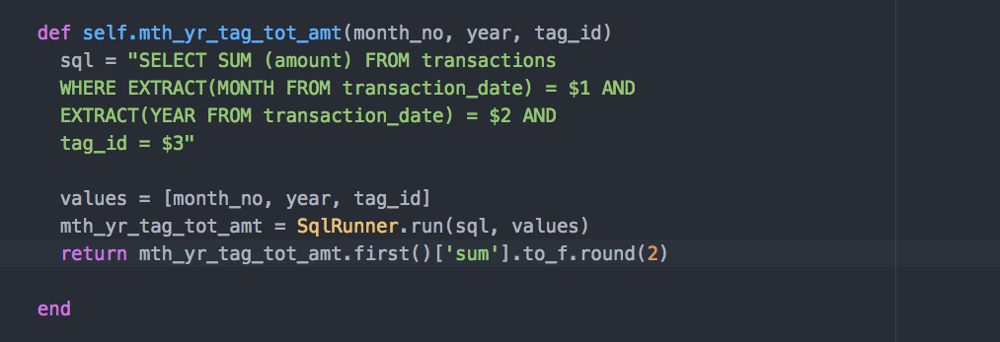 def self.mth_yr_tag_tot_amt(month_no, year, tag_id)
sql = "SELECT SUM (amount) FROM transactions
WHERE EXTRACT(MONTH FROM transaction_date) = $1 AND
EXTRACT(YEAR FROM transaction_date) = $2 AND
tag_id = $3"
values = [month_no, year, tag_id]
mth_yr_tag_tot_amt = SqlRunner.run(sql, values)
return mth_yr_tag_tot_amt.first()['sum'].to_f.round(2)
end